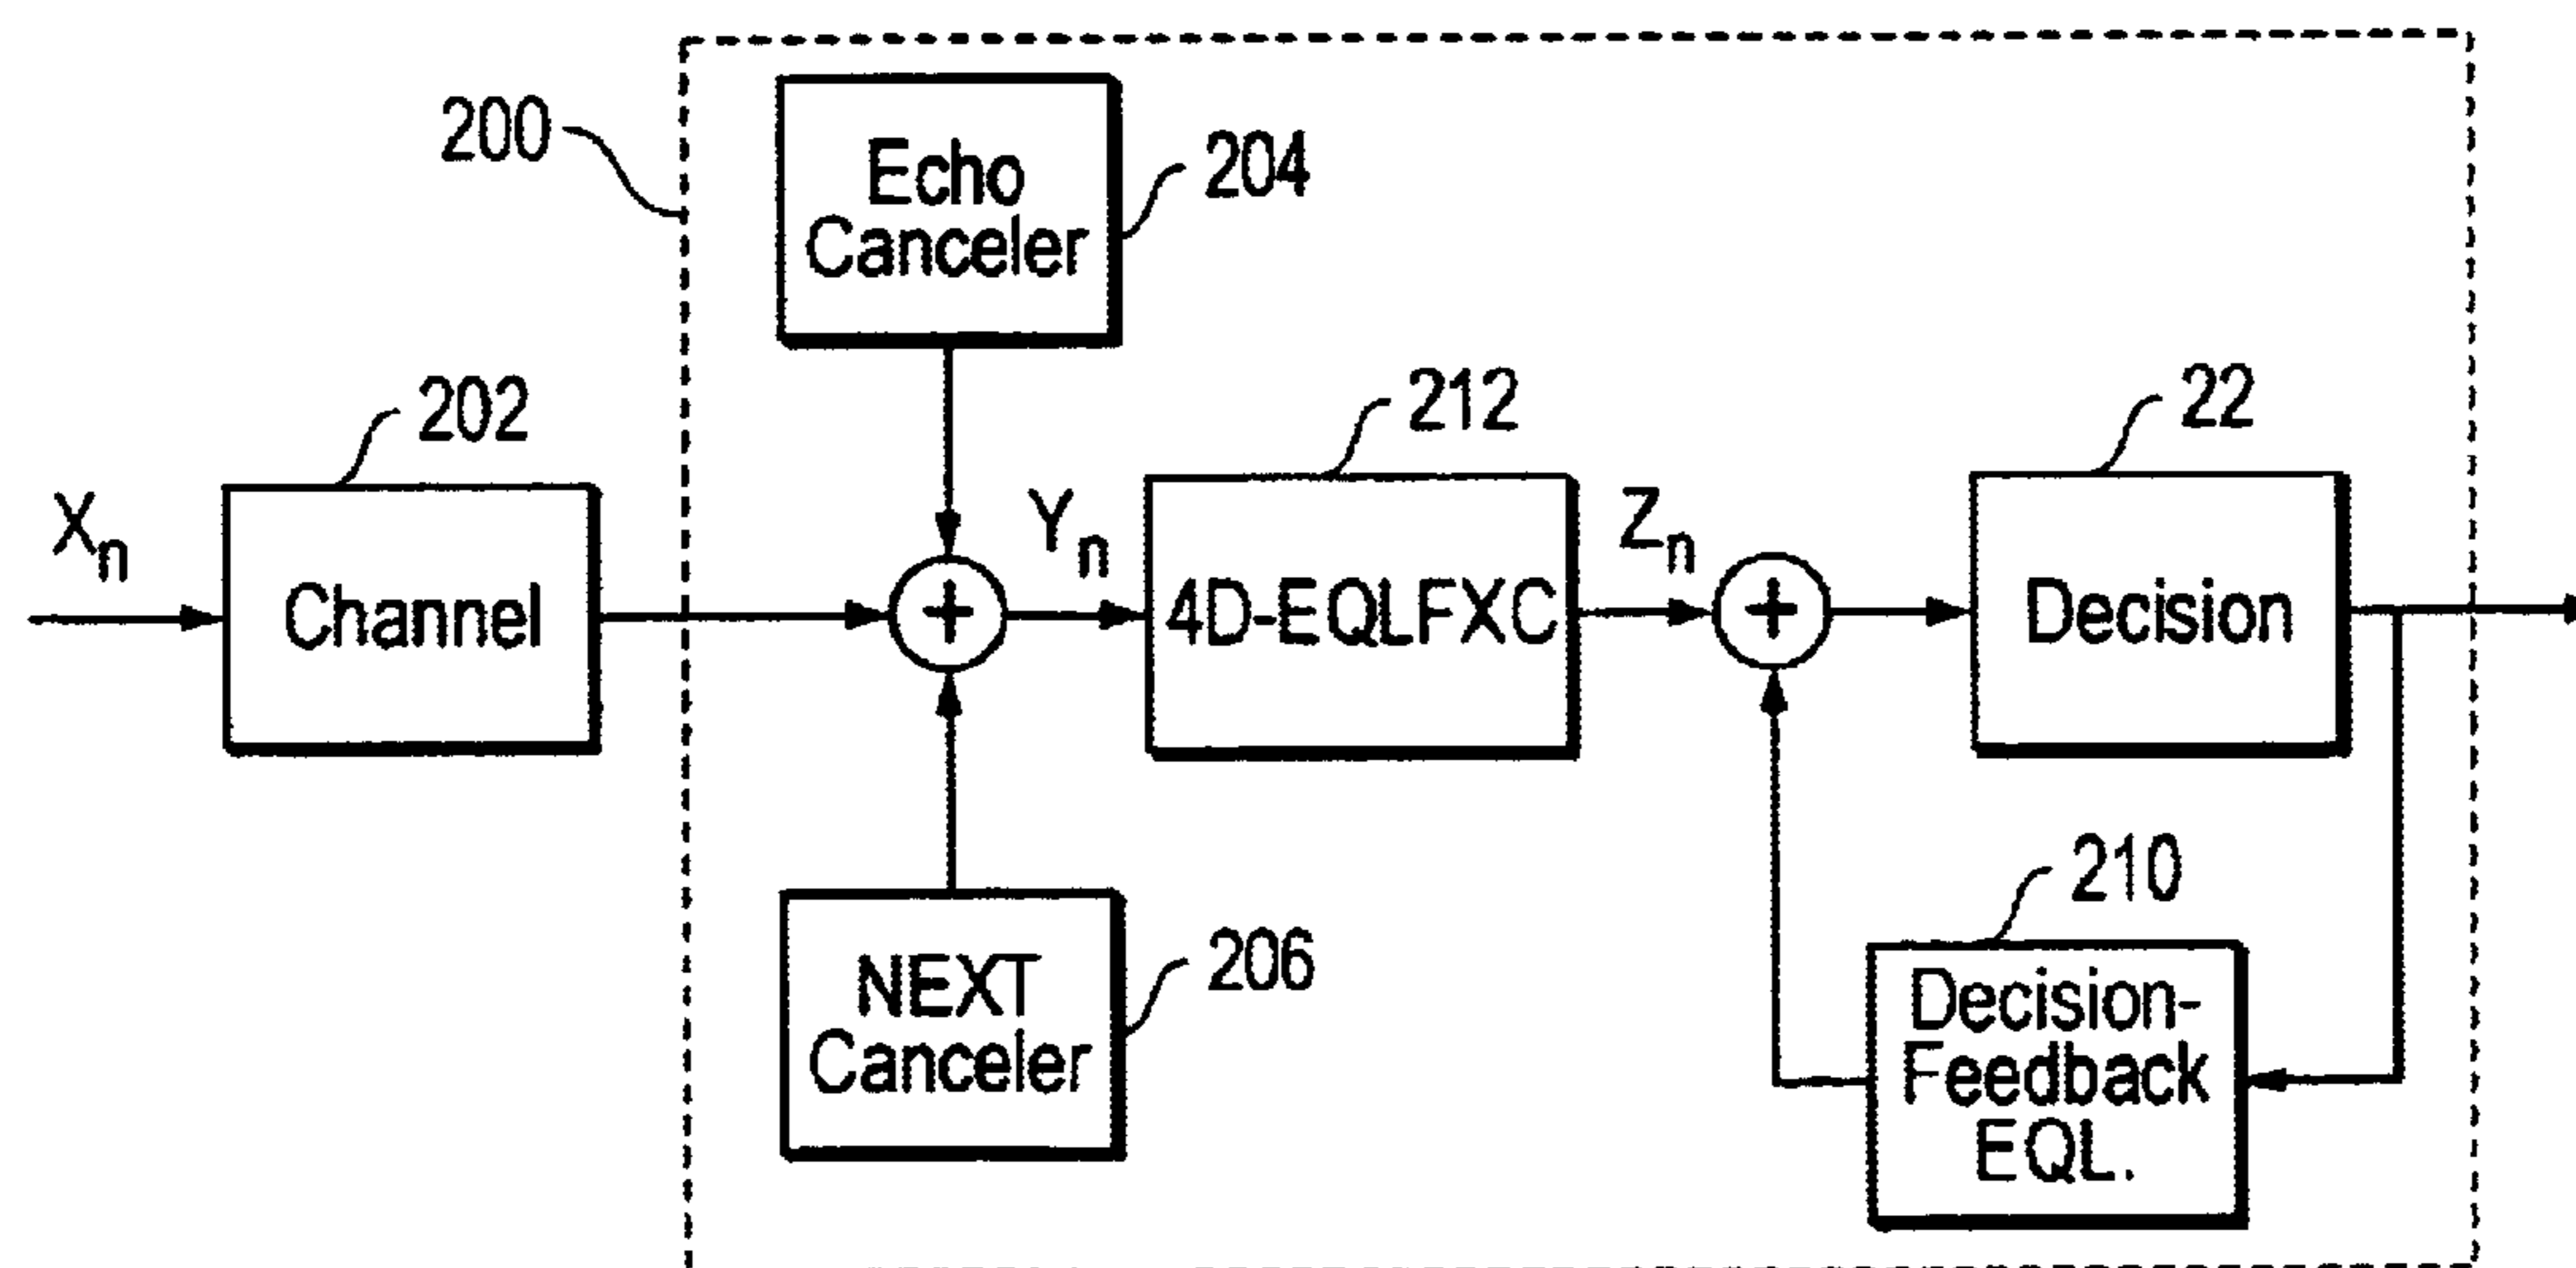 200
Echo
Canceler
204
202
212
22
Xn
Channel
Yn
4D-EQLFXC
Zn
Decision
210
NEXT
Canceler
206
Decision-
Feedback
EQL.